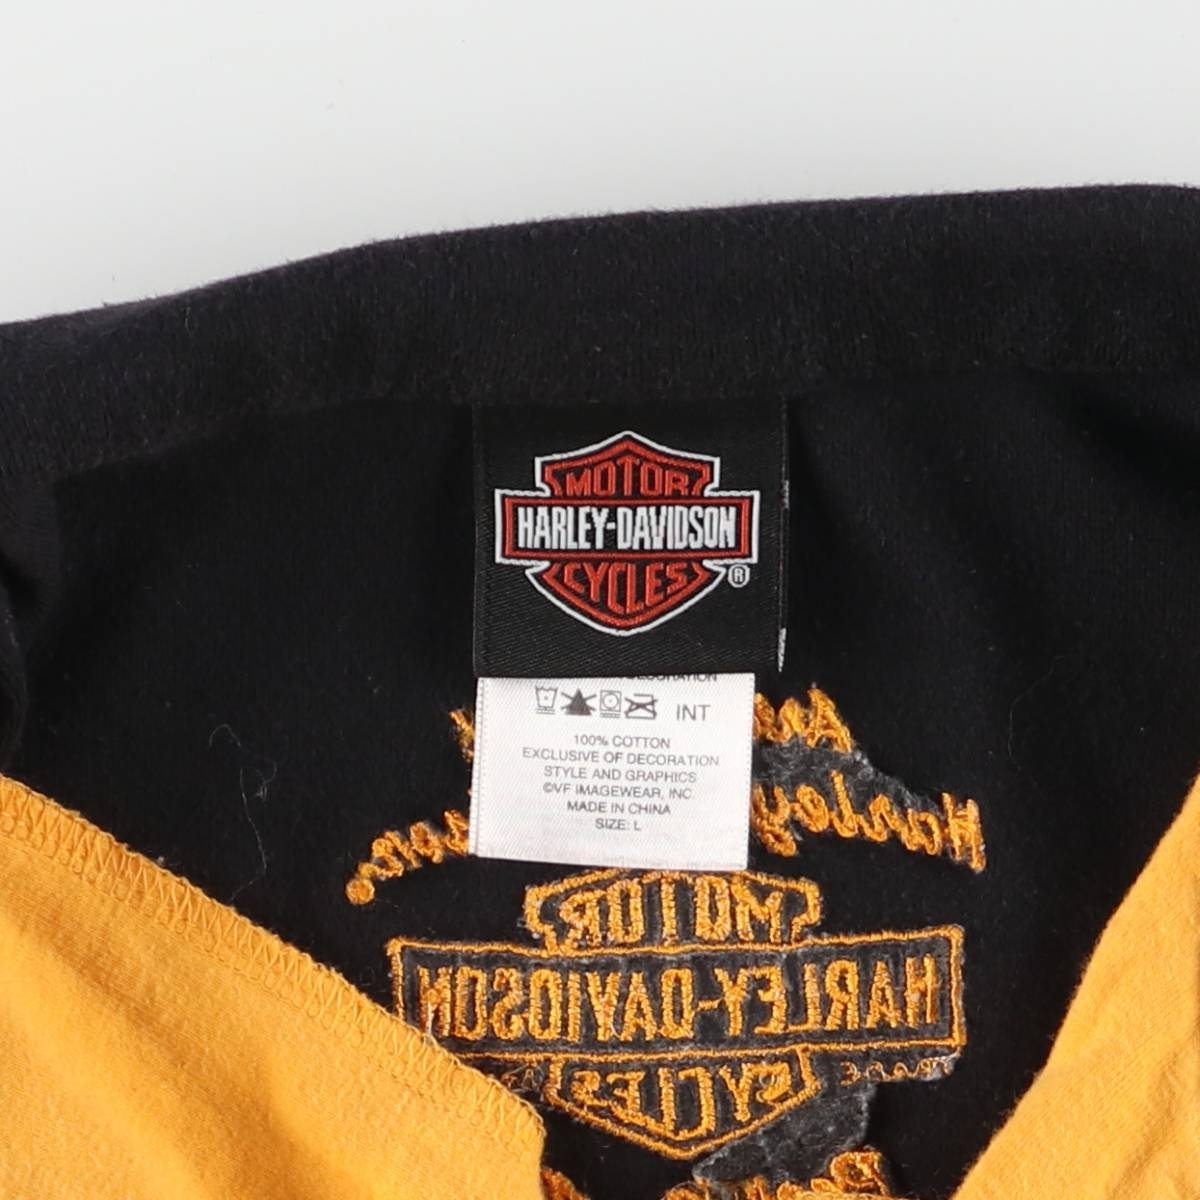 MOTOR
HARLEY-DAVIDSON
CYCLES
®
INT
100% COTTON
EXCLUSIVE OF DECORATION
STYLE AND GRAPHICS
©VF IMAGEWEAR, INC.
MADE IN CHINA
SIZE: L
Harley
MOTOR
HARLEY-DAVIDSON
CYCLES